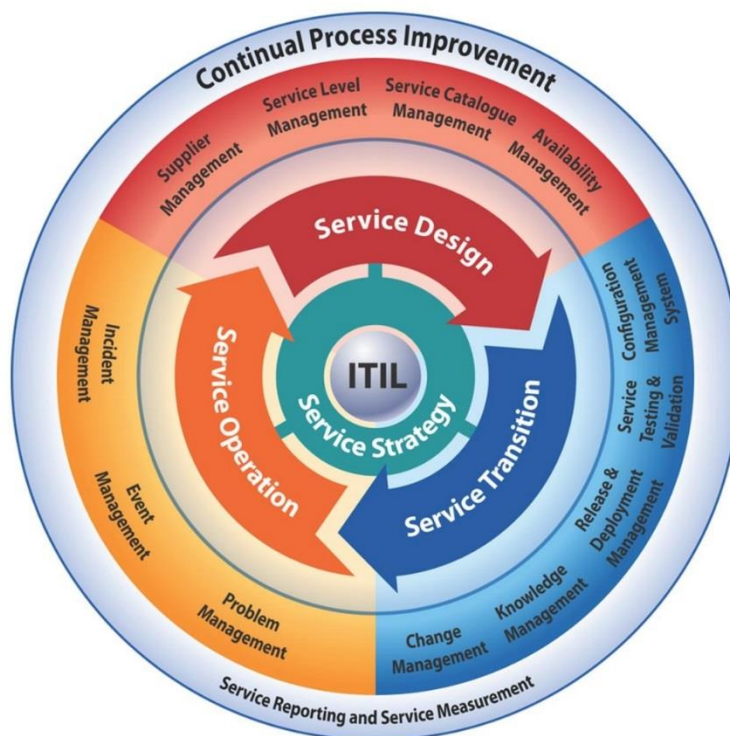 Continual Process Improvement
Supplier
Management
Service Level
Management
Service Catalogue
Management
Availability
Management
Configuration
Management
System
Service
Testing &
Validation
Release &
Deployment
Management
Knowledge
Management
Change
Management
Problem
Management
Event
Management
Incident
Management
Service Design
Service Transition
Service Operation
ITIL
Service Strategy
Service Reporting and Service Measurement